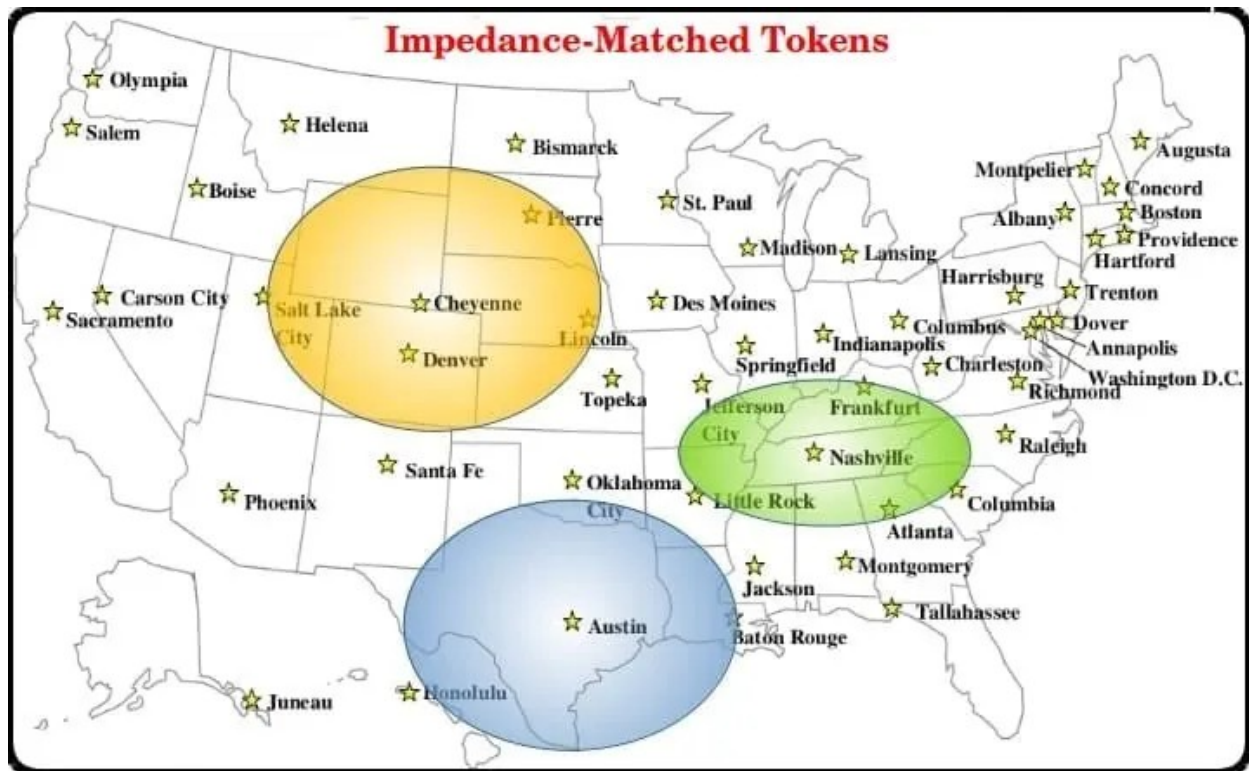 Impedance-Matched Tokens
Olympia
Helena
Salem
Bismarck
Augusta
Montpelier
Boise
Concord
St. Paul
Pierre
Albany
Boston
Madison
Lansing
Providence
Hartford
Harrisburg
Carson City
Trenton
Salt Lake
City
Cheyenne
Des Moines
Sacramento
Columbus
Dover
Lincoln
Indianapolis
Annapolis
Denver
Springfield
Charleston
Washington D.C.
Topeka
Richmond
Jefferson
City
Frankfurt
Raleigh
Nashville
Santa Fe
Oklahoma
City
Phoenix
Little Rock
Columbia
Atlanta
Montgomery
Jackson
Tallahassee
Austin
Baton Rouge
Honolulu
Juneau